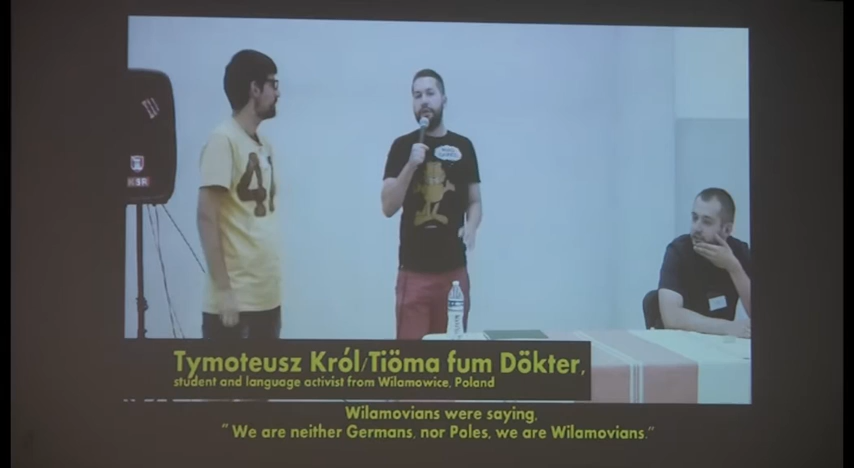 Tymoteusz Król/Tiöma fum Dökter,
student and language activist from Wilamowice, Poland
Wilamovians were saying,
"We are neither Germans, nor Poles, we are Wilamovians."